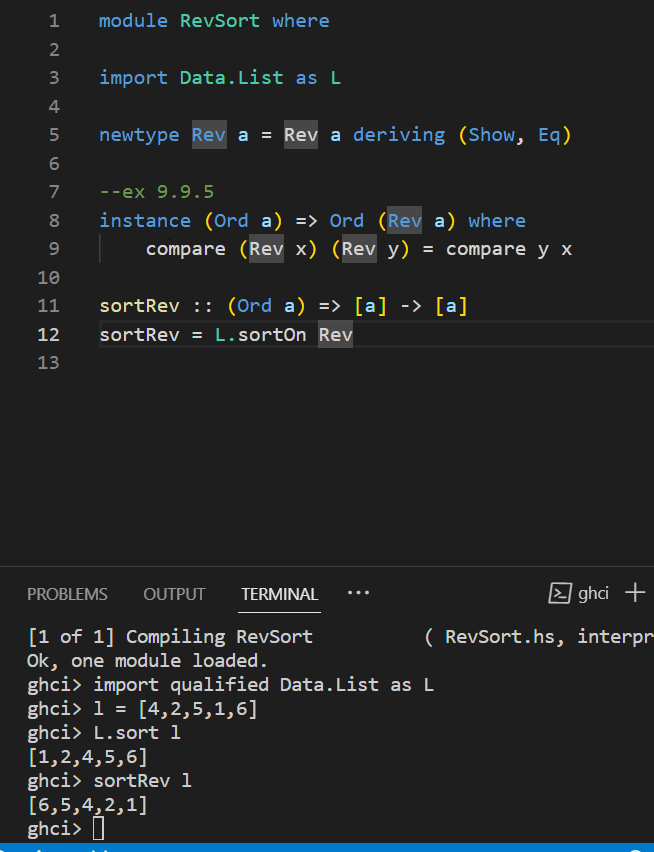 1 module RevSort where
2
3 import Data.List as L
4
5 newtype Rev a = Rev a deriving (Show, Eq)
6
7 --ex 9.9.5
8 instance (Ord a) => Ord (Rev a) where
9 compare (Rev x) (Rev y) = compare y x
10
11 sortRev :: (Ord a) => [a] -> [a]
12 sortRev = L.sortOn Rev
13
PROBLEMS OUTPUT TERMINAL ··· ghci
[1 of 1] Compiling RevSort ( RevSort.hs, interpr
Ok, one module loaded.
ghci> import qualified Data.List as L
ghci> l = [4,2,5,1,6]
ghci> L.sort l
[1,2,4,5,6]
ghci> sortRev l
[6,5,4,2,1]
ghci>